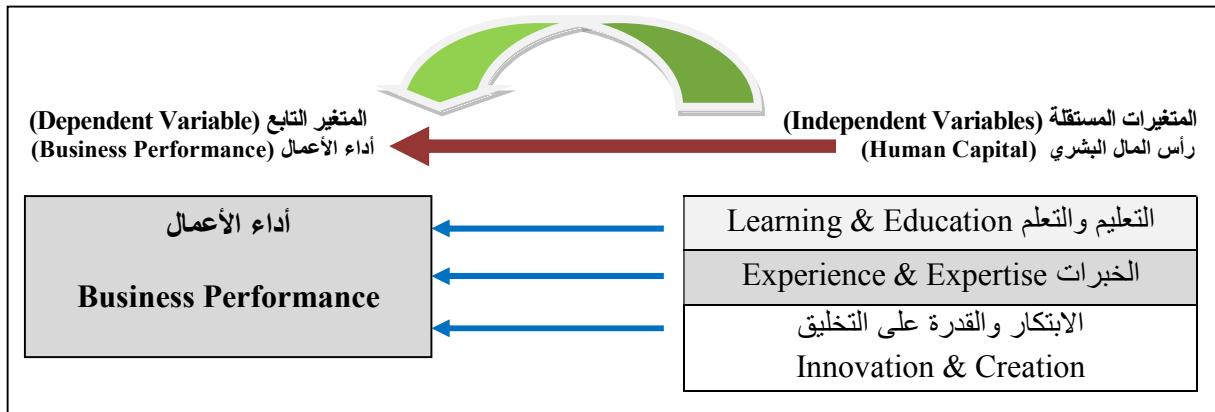 المتغيرات المستقلة (Independent Variables)
رأس المال البشري (Human Capital)
المتغير التابع (Dependent Variable)
أداء الأعمال (Business Performance)
التعليم والتعلم Learning & Education
الخبرات Experience & Expertise
الابتكار والقدرة على التخليق
Innovation & Creation
أداء الأعمال
Business Performance